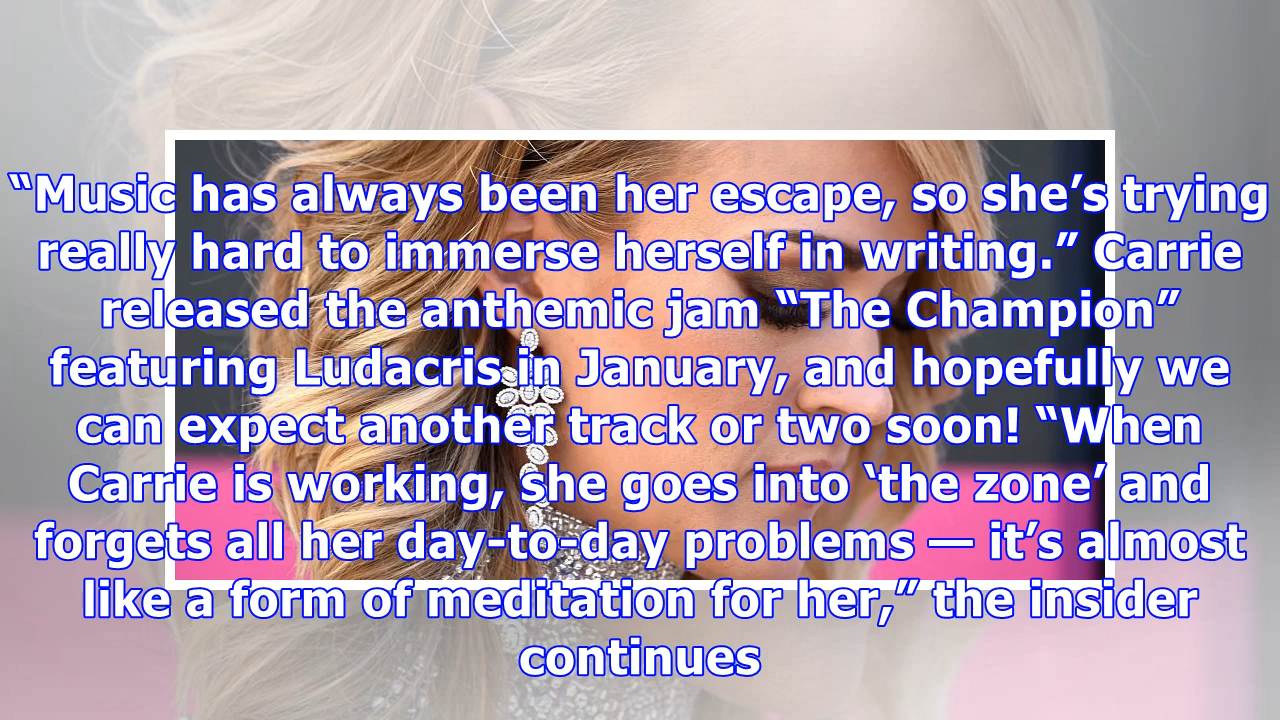 “Music has always been her escape, so she’s trying
really hard to immerse herself in writing.” Carrie
released the anthemic jam “The Champion”
featuring Ludacris in January, and hopefully we
can expect another track or two soon! “When
Carrie is working, she goes into ‘the zone’ and
forgets all her day-to-day problems — it’s almost
like a form of meditation for her,” the insider
continues